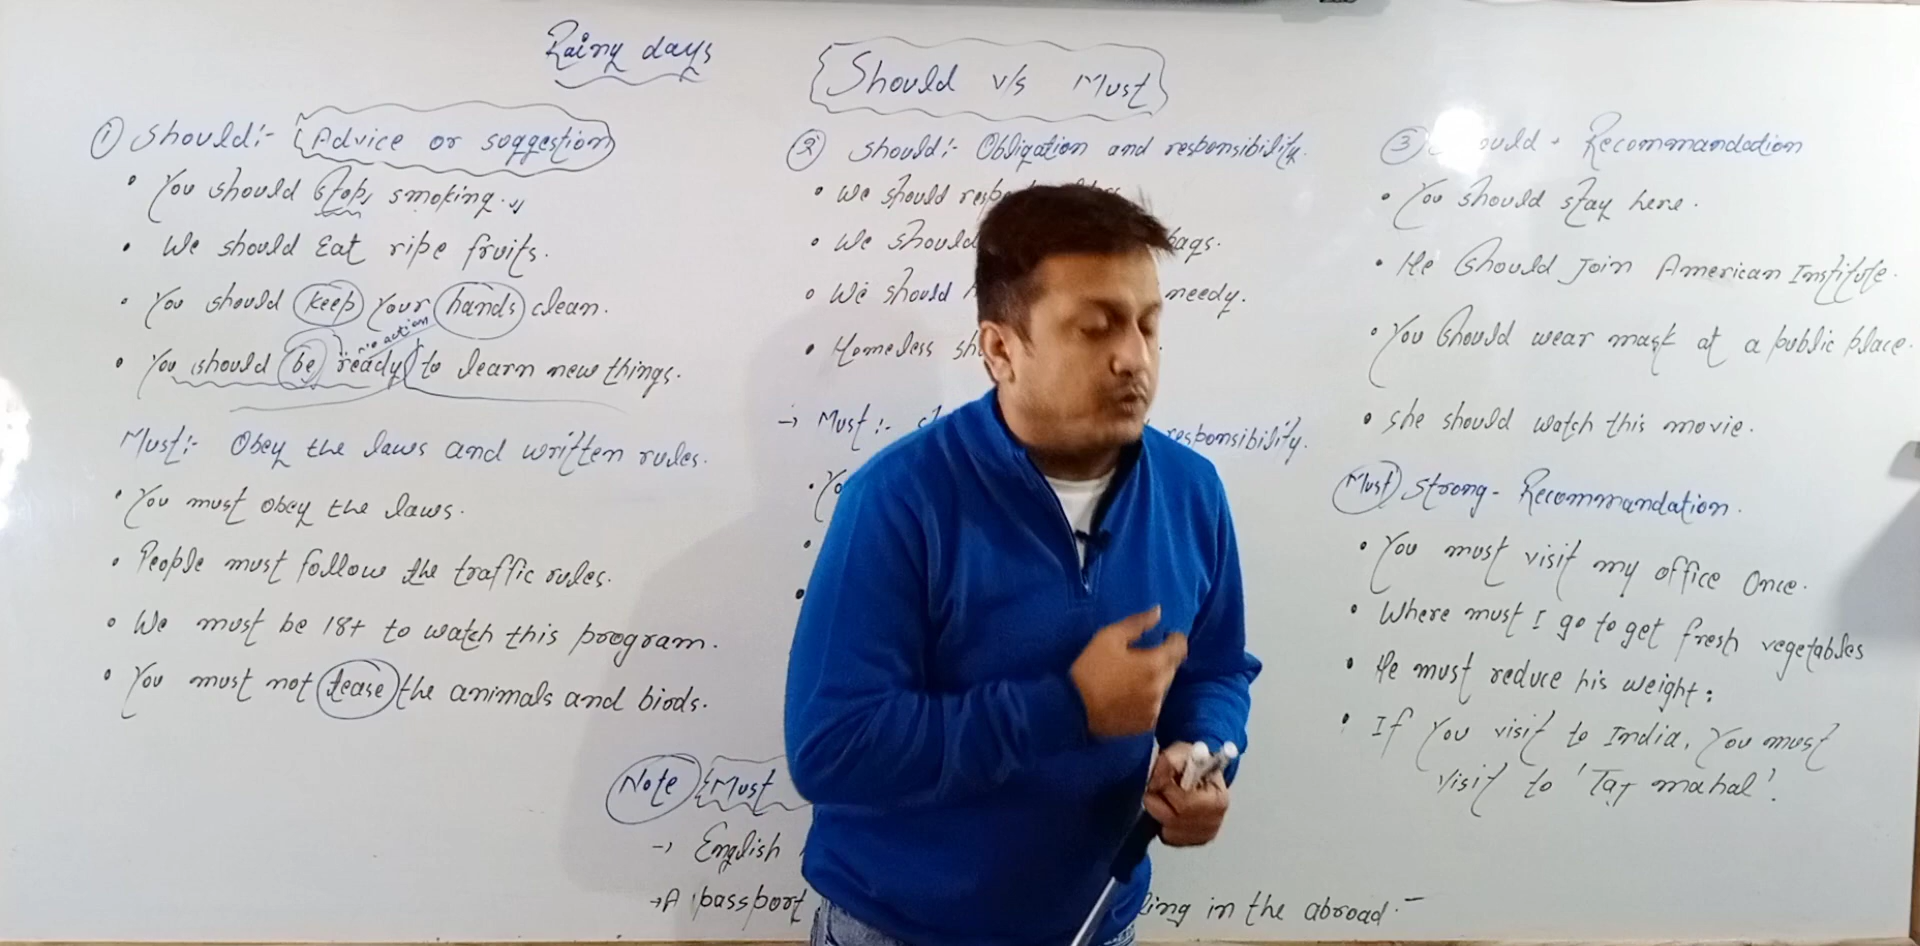 Rainy days
Should v/s Must
① Should:- Advice or soggestion
• You should stop smoking.
• We should Eat ripe fruits.
• You should keep your hands clean.
no action
• You should be ready to learn new things.
Must:- Obey the laws and written rules.
• You must obey the laws.
• People must follow the traffic rules.
• We must be 18+ to watch this program.
• You must not tease the animals and birds.
② Should:- Obligation and responsibility.
• We should
• We should bags.
• We should needy.
• Homeless
→ Must:- responsibility.
③ Recommandadion
• You should stay here.
• He should Join American Institute.
• You should wear mask at a public place.
• She should watch this movie.
Must Strong - Recommandation.
• You must visit my office Once.
• Where must I go to get fresh vegetables
• He must reduce his weight:
• If you visit to India, you must
visit to 'Taj mahal'.
Note Must
→ English
→ A passport in the abroad.-